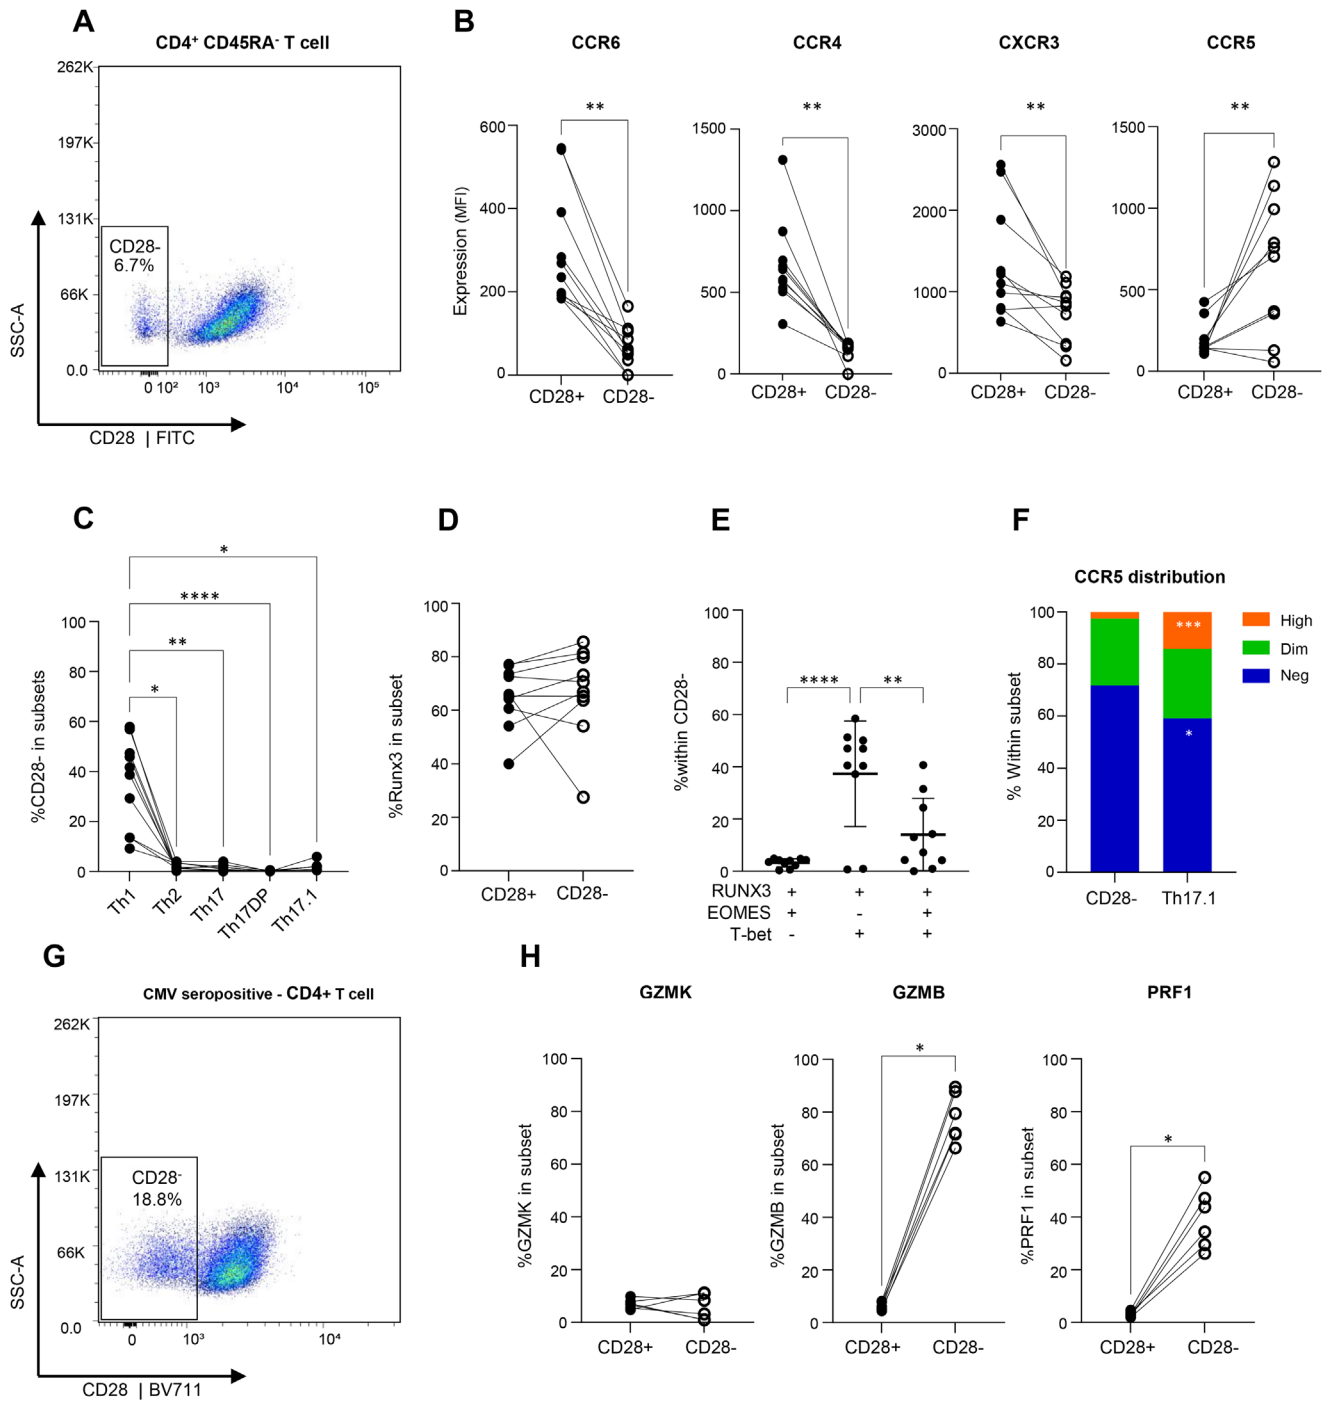 A
CD4+ CD45RA- T cell
262K
197K
131K
66K
0.0
CD28-
6.7%
SSC-A
0 10² 10³ 10⁴ 10⁵
CD28 | FITC
B
CCR6
**
Expression (MFI)
600
400
200
0
CD28+ CD28-
CCR4
**
1500
1000
500
0
CD28+ CD28-
CXCR3
**
3000
2000
1000
0
CD28+ CD28-
CCR5
**
1500
1000
500
0
CD28+ CD28-
C
*
****
**
*
%CD28- in subsets
100
80
60
40
20
0
Th1 Th2 Th17 Th17DP Th17.1
D
%Runx3 in subset
100
80
60
40
20
0
CD28+ CD28-
E
%within CD28-
100
80
60
40
20
0
**** **
RUNX3 + + +
EOMES + - +
T-bet - + +
F
CCR5 distribution
% Within subset
100
80
60
40
20
0
***
*
CD28- Th17.1
High
Dim
Neg
G
CMV seropositive - CD4+ T cell
262K
197K
131K
66K
0.0
CD28-
18.8%
SSC-A
0 10³ 10⁴
CD28 | BV711
H
GZMK
%GZMK in subset
100
80
60
40
20
0
CD28+ CD28-
GZMB
*
%GZMB in subset
100
80
60
40
20
0
CD28+ CD28-
PRF1
*
%PRF1 in subset
100
80
60
40
20
0
CD28+ CD28-